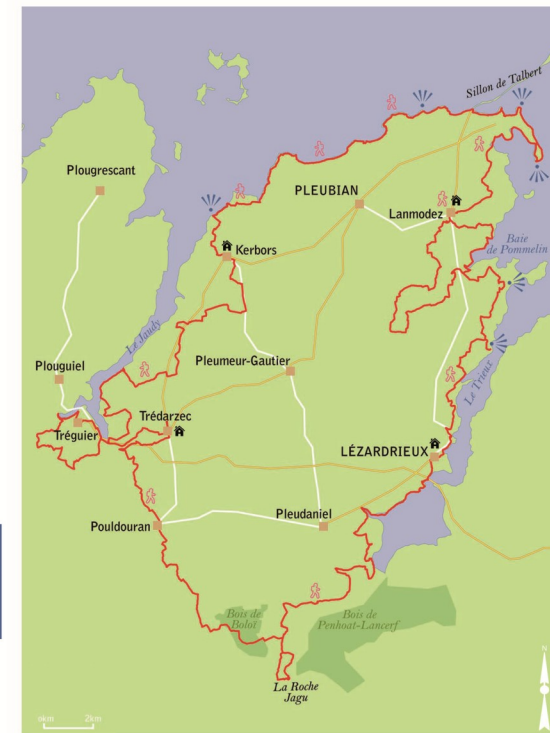 Sillon de Talbert
Plougrescant
PLEUBIAN
Lanmodez
Baie
de Pommelin
Kerbors
Le Jaudy
Plouguiel
Pleumeur-Gautier
Le Trieux
Trédarzec
Tréguier
LÉZARDRIEUX
Pleudaniel
Pouldouran
Bois de
Boloï
Bois de
Penhoat-Lancerf
La Roche
Jagu
N
0km 2km